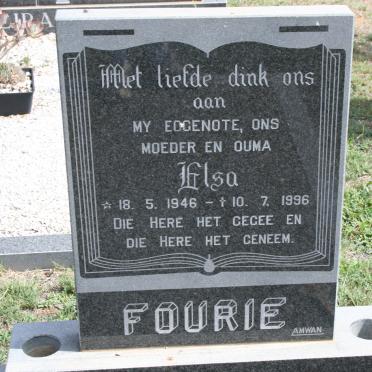 Met liefde dink ons
aan
MY EGGENOTE, ONS
MOEDER EN OUMA
Elsa
☆ 18. 5. 1946 - † 10. 7. 1996
DIE HERE HET GEGEE EN
DIE HERE HET GENEEM.
FOURIE
AMWAN